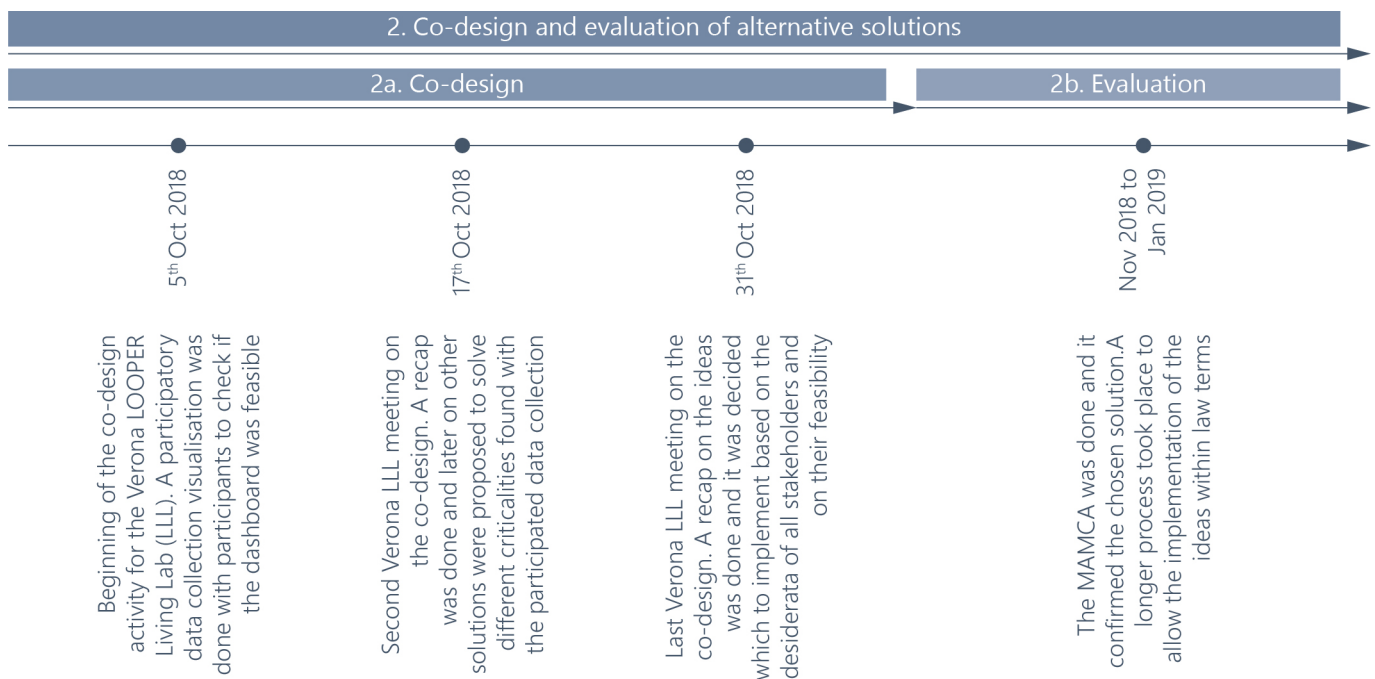 2. Co-design and evaluation of alternative solutions
2a. Co-design
2b. Evaluation
5th Oct 2018
Beginning of the co-design
activity for the Verona LOOPER
Living Lab (LLL). A participatory
data collection visualisation was
done with participants to check if
the dashboard was feasible
17th Oct 2018
Second Verona LLL meeting on
the co-design. A recap
was done and later on other
solutions were proposed to solve
different criticalities found with
the participated data collection
31th Oct 2018
Last Verona LLL meeting on the
co-design. A recap on the ideas
was done and it was decided
which to implement based on the
desiderata of all stakeholders and
on their feasibility
Nov 2018 to
Jan 2019
The MAMCA was done and it
confirmed the chosen solution.A
longer process took place to
allow the implementation of the
ideas within law terms